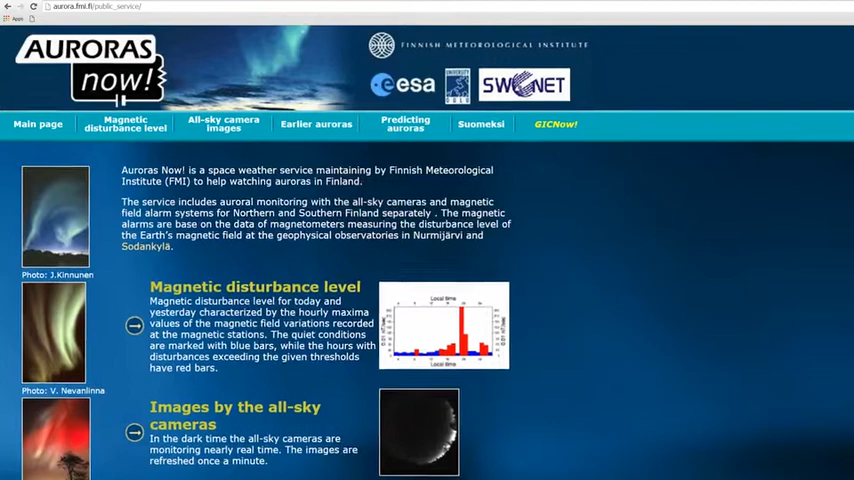 aurora.fmi.fi/public_service/
Apps
AURORAS
now!
FINNISH METEOROLOGICAL INSTITUTE
esa
UNIVERSITY
OULU
SWENET
Main page
Magnetic
disturbance level
All-sky camera
images
Earlier auroras
Predicting
auroras
Suomeksi
GICNow!
Auroras Now! is a space weather service maintaining by Finnish Meteorological
Institute (FMI) to help watching auroras in Finland.
The service includes auroral monitoring with the all-sky cameras and magnetic
field alarm systems for Northern and Southern Finland separately . The magnetic
alarms are base on the data of magnetometers measuring the disturbance level of
the Earth's magnetic field at the geophysical observatories in Nurmijärvi and
Sodankylä.
Photo: J.Kinnunen
Magnetic disturbance level
Magnetic disturbance level for today and
yesterday characterized by the hourly maxima
values of the magnetic field variations recorded
at the magnetic stations. The quiet conditions
are marked with blue bars, while the hours with
disturbances exceeding the given thresholds
have red bars.
Local time
Local time
Photo: V. Nevanlinna
Images by the all-sky
cameras
In the dark time the all-sky cameras are
monitoring nearly real time. The images are
refreshed once a minute.